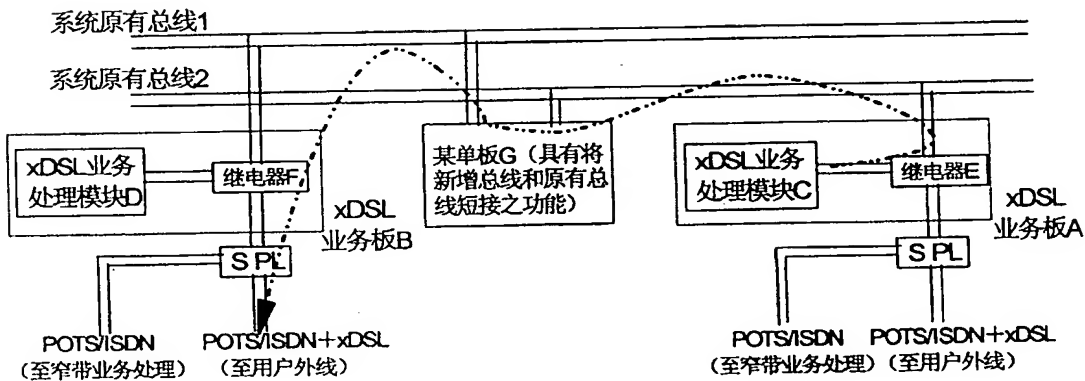 系统原有总线1
系统原有总线2
xDSL业务
处理模块D
继电器F
xDSL
业务板B
某单板G（具有将
新增总线和原有总
线短接之功能）
xDSL业务
处理模块C
继电器E
xDSL
业务板A
SPL
SPL
POTS/ISDN
（至窄带业务处理）
POTS/ISDN＋xDSL
（至用户外线）
POTS/ISDN
（至窄带业务处理）
POTS/ISDN＋xDSL
（至用户外线）